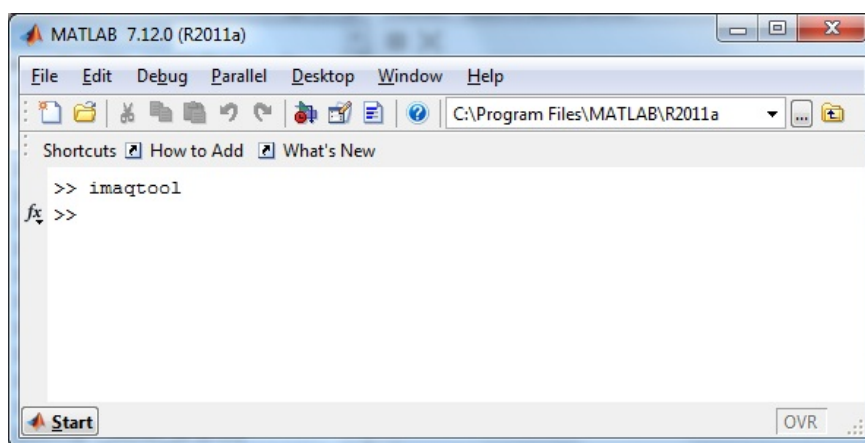 MATLAB 7.12.0 (R2011a)
File Edit Debug Parallel Desktop Window Help
C:\Program Files\MATLAB\R2011a ...
Shortcuts How to Add What's New
>> imaqtool
fx >>
Start OVR